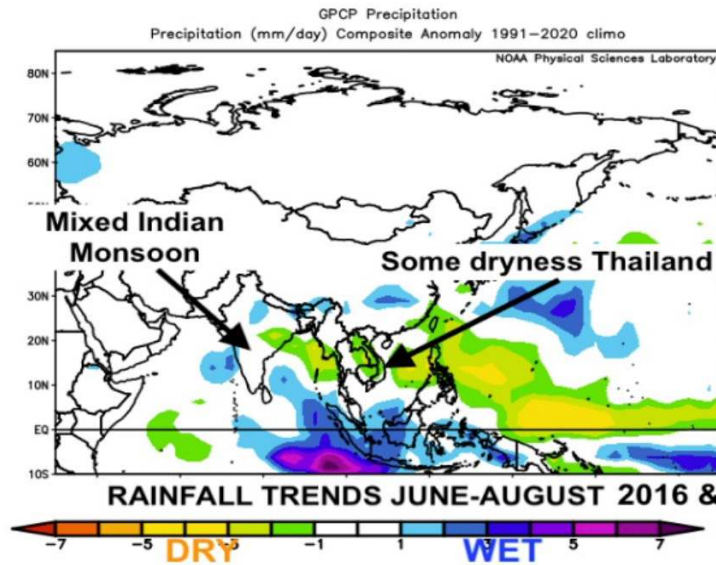 GPCP Precipitation
Precipitation (mm/day) Composite Anomaly 1991-2020 climo
NOAA Physical Sciences Laboratory
80N
70N
60N
Mixed Indian
Monsoon
Some dryness Thailand
30N
20N
10N
EQ
10S
RAINFALL TRENDS JUNE-AUGUST 2016 &
-7 -5 -3 -1 1 3 5 7
DRY WET